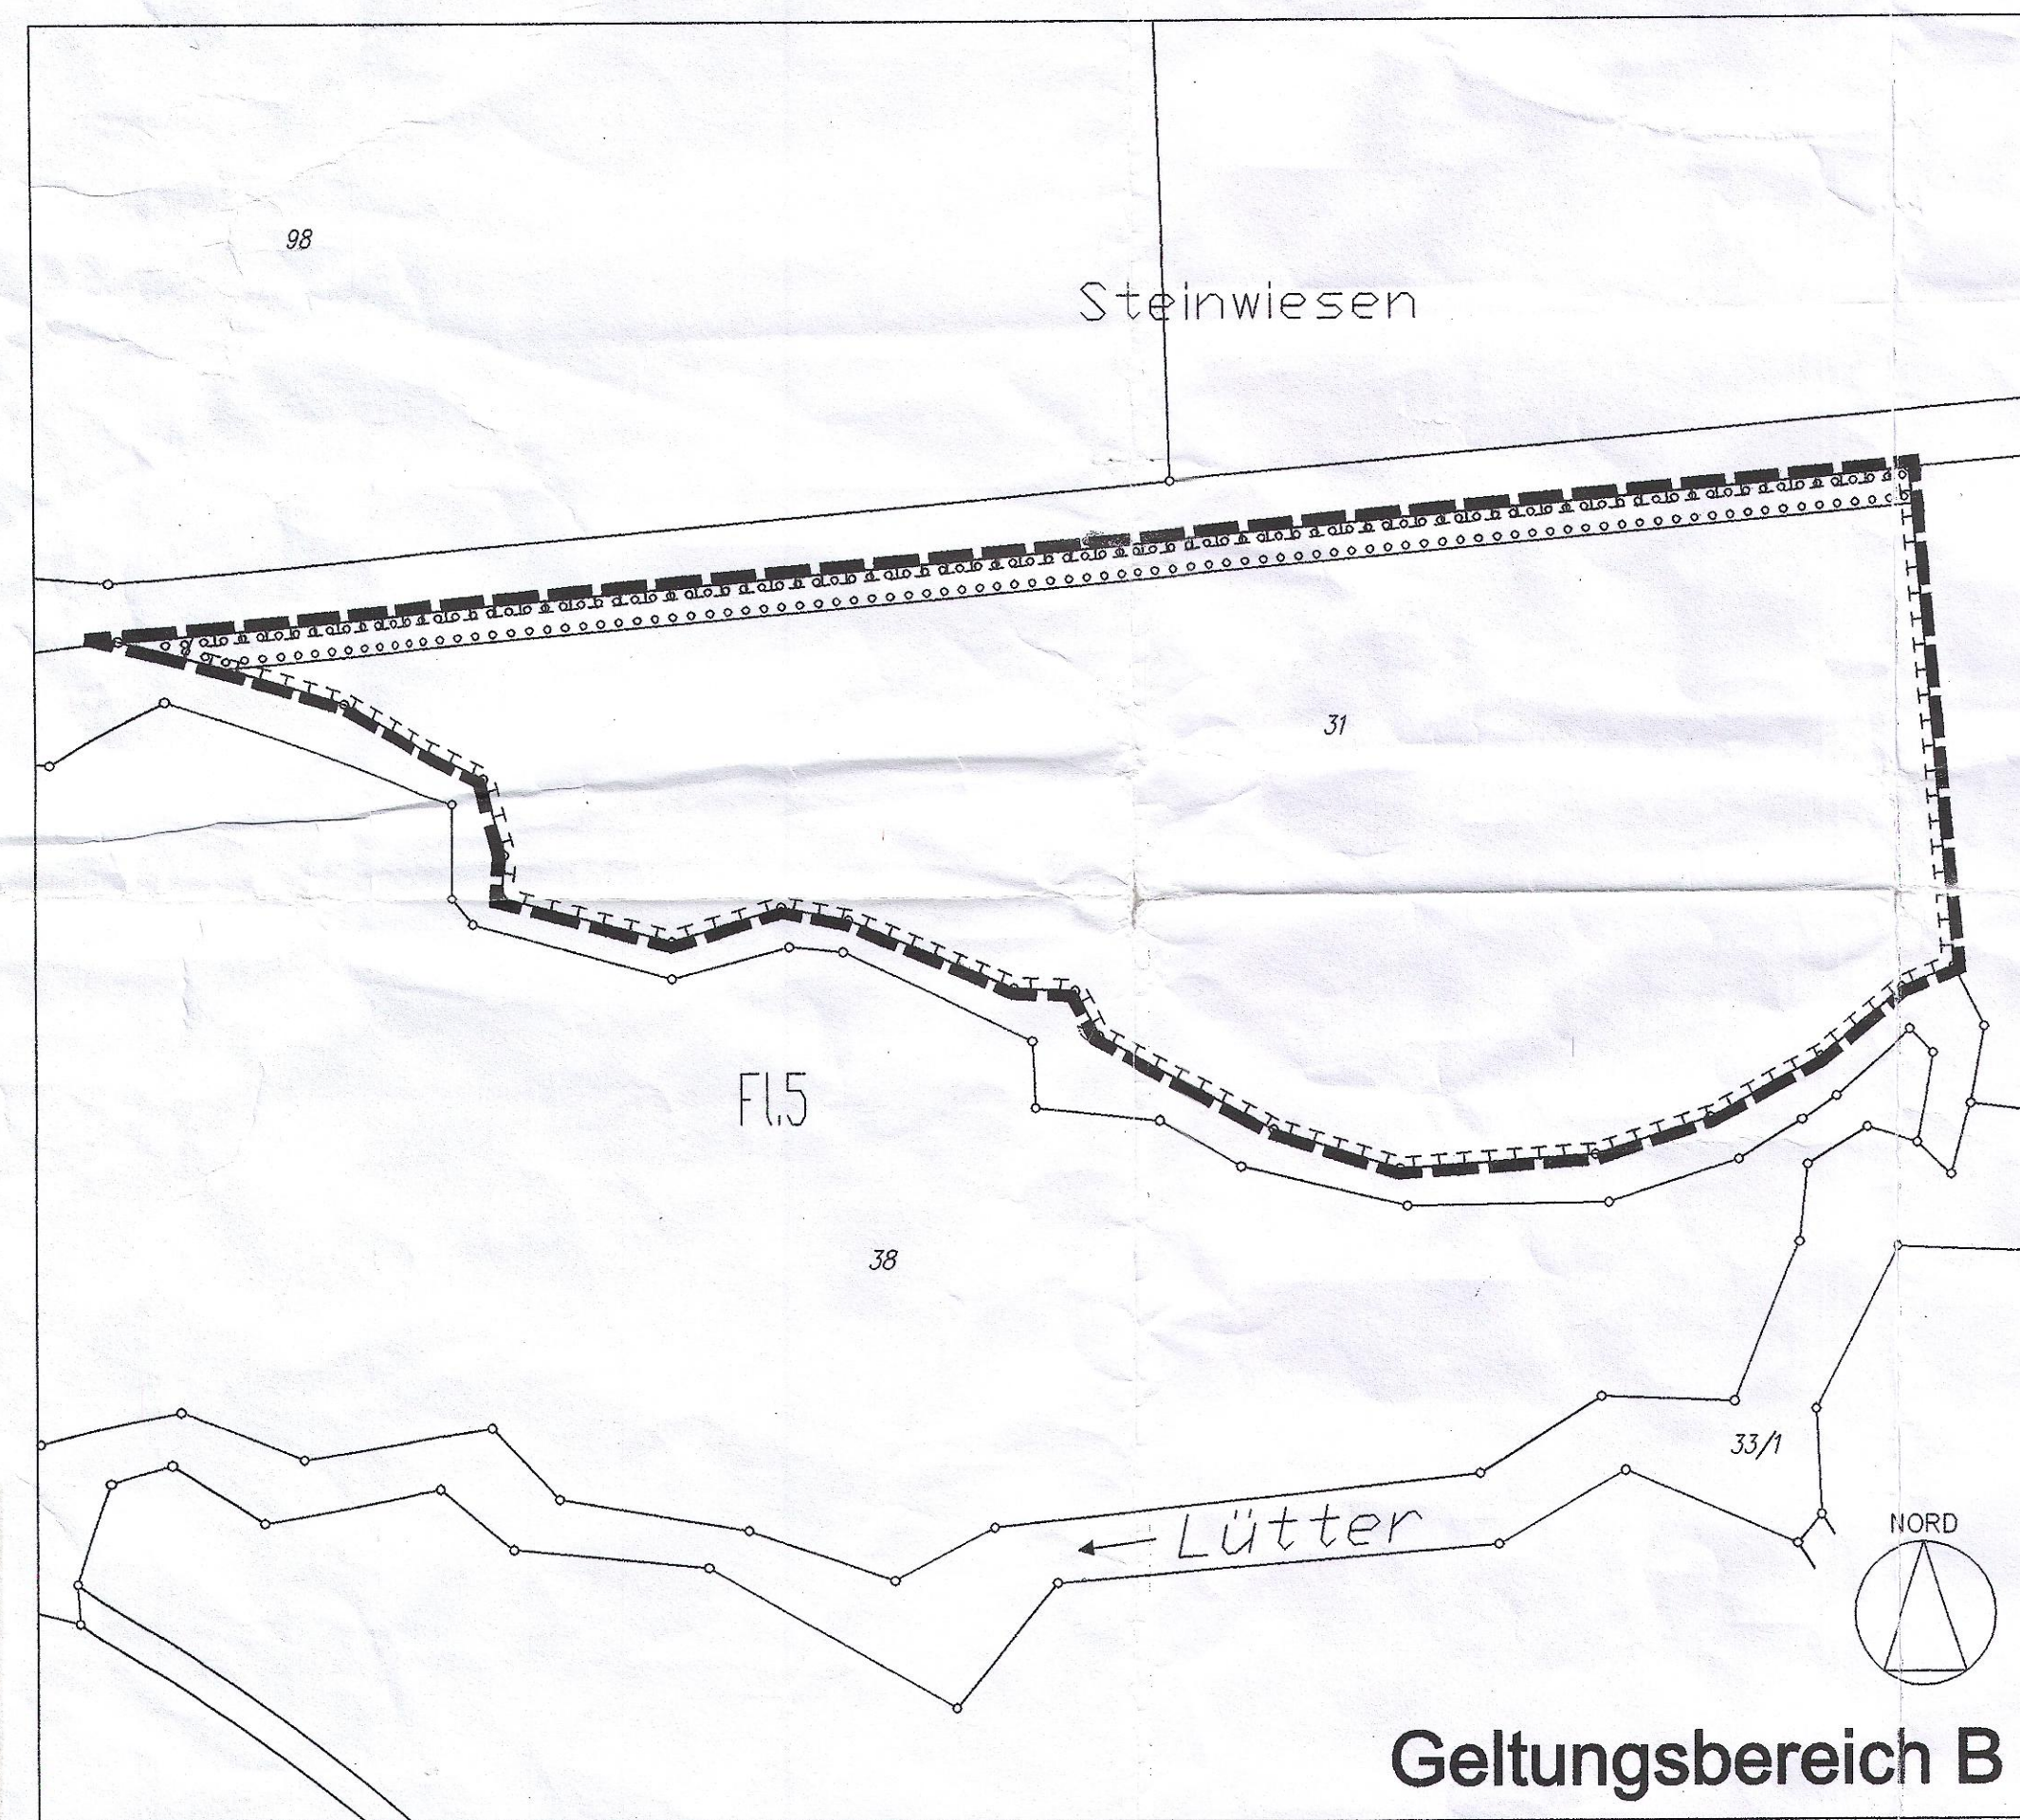 98
Steinwiesen
31
Fl.5
38
33/1
Lütter
NORD
Geltungsbereich B